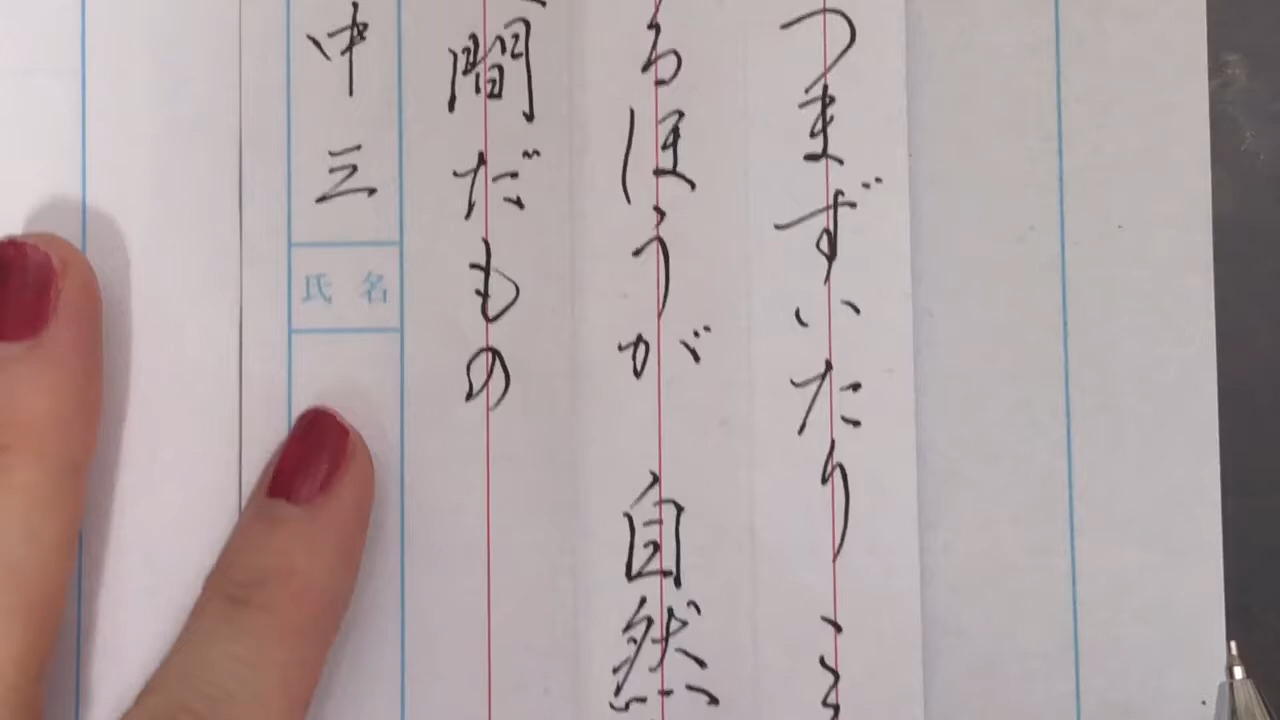 つまずいたり こ
るほうが 自然
間だもの
中三
氏名